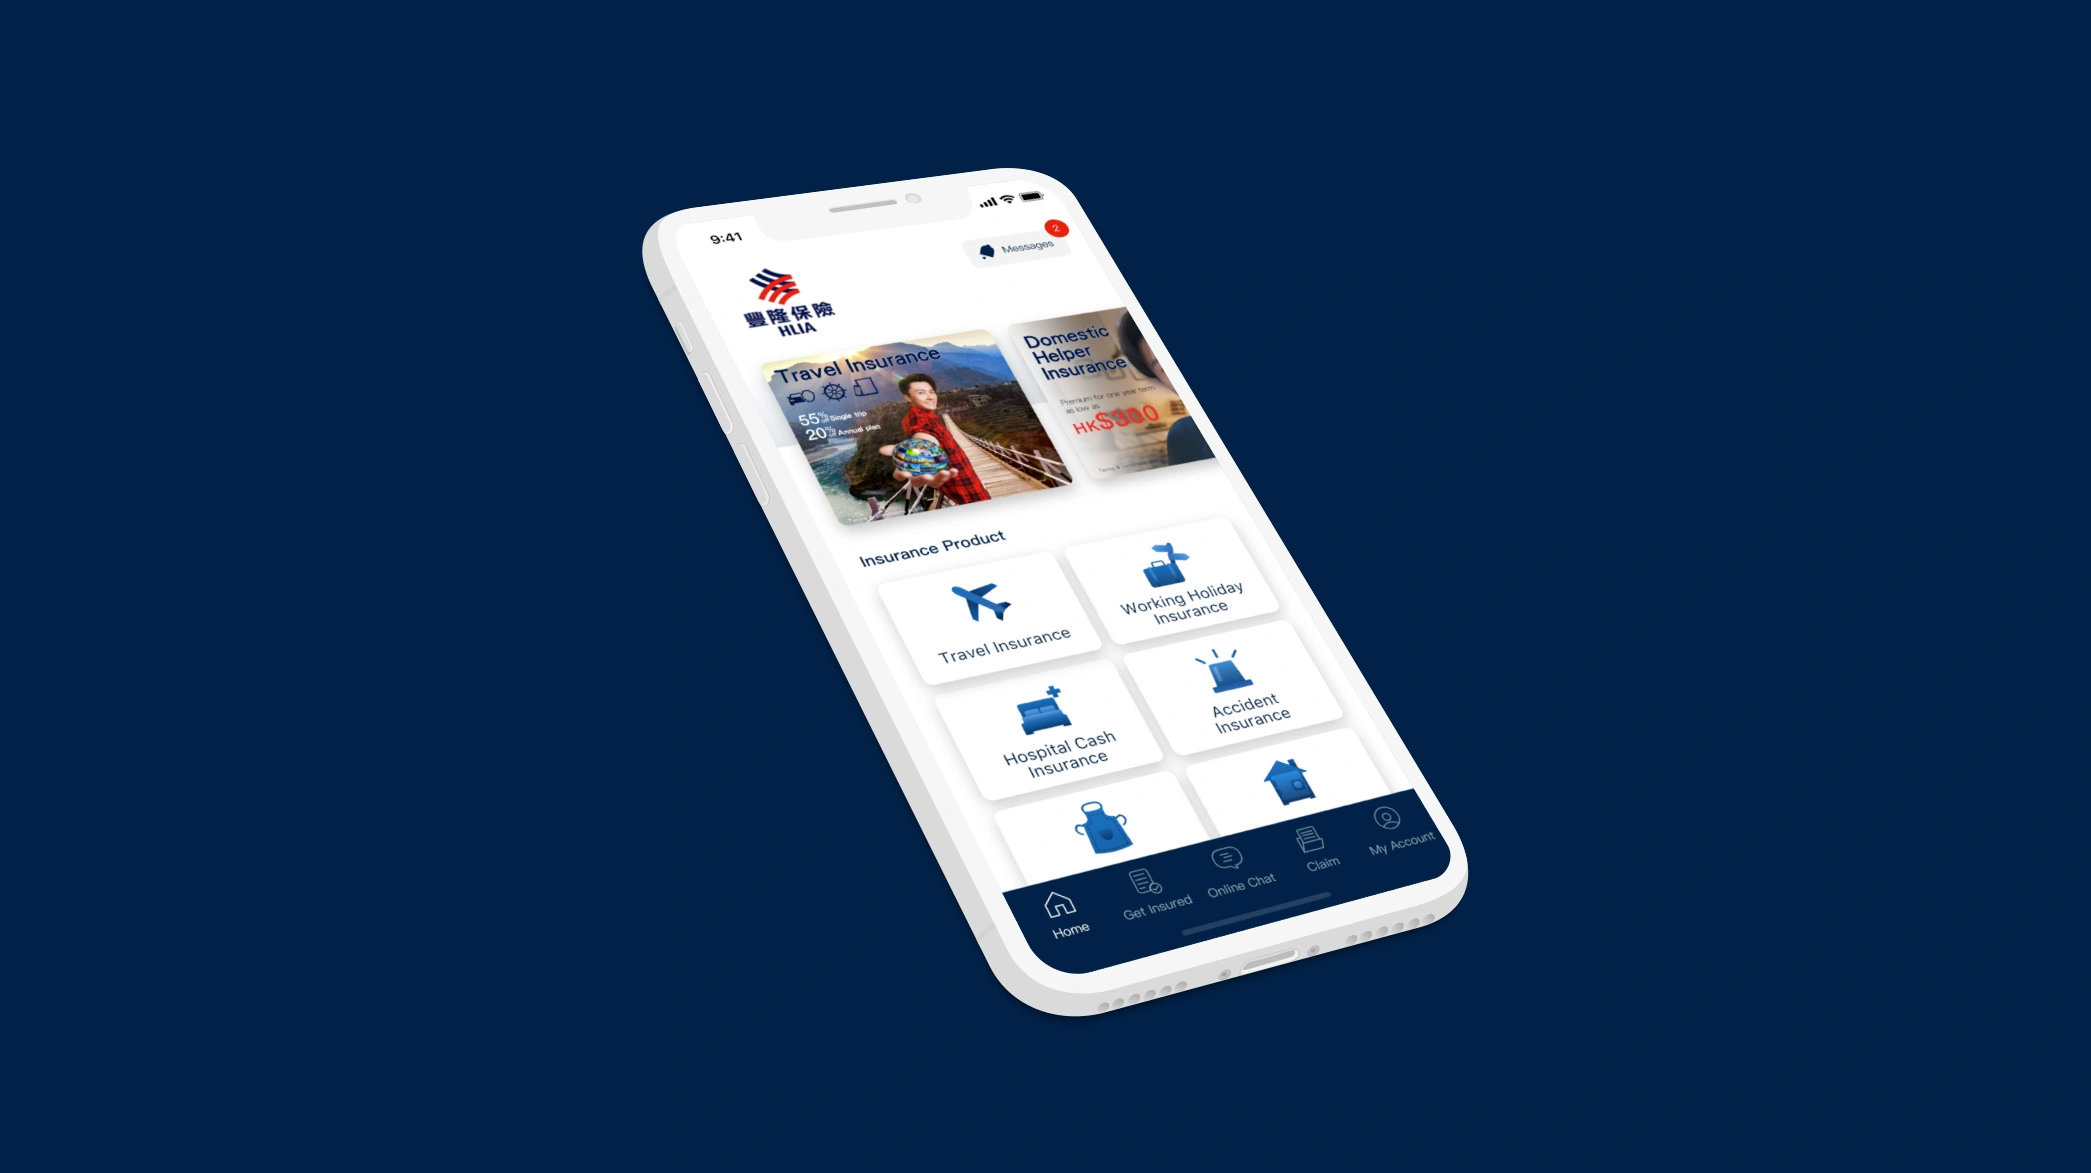 9:41
Messages
2
豐隆保險
HLIA
Travel Insurance
55% off Single trip
20% off Annual plan
Domestic
Helper
Insurance
Premium for one year term
as low as
HK$300
Insurance Product
Travel Insurance
Working Holiday
Insurance
Hospital Cash
Insurance
Accident
Insurance
Home
Get Insured
Online Chat
Claim
My Account